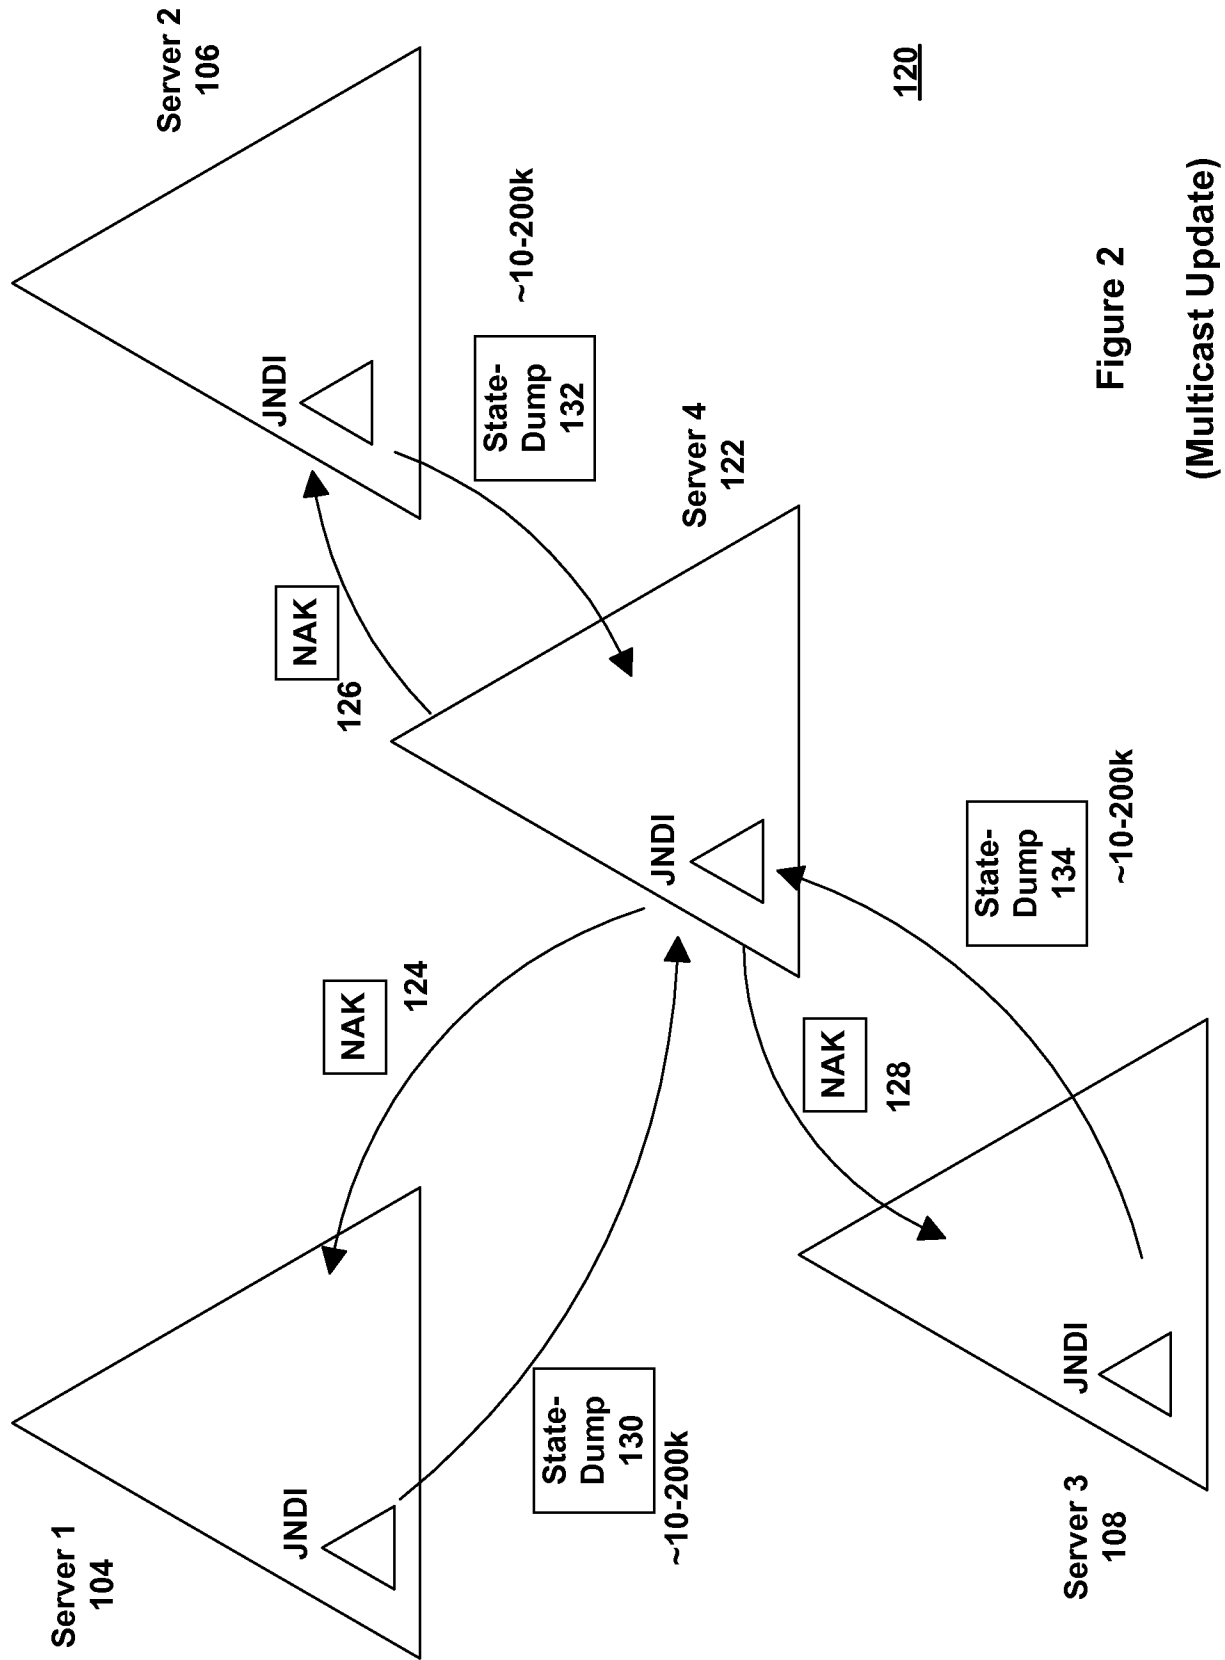 Server 1
104
JNDI
Server 2
106
JNDI
NAK
124
NAK
126
State-
Dump
130
~10-200k
State-
Dump
132
~10-200k
Server 4
122
JNDI
NAK
128
State-
Dump
134
~10-200k
Server 3
108
JNDI
120
Figure 2
(Multicast Update)